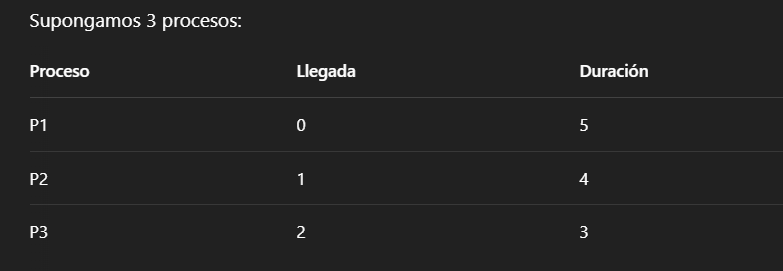 Supongamos 3 procesos:
Proceso Llegada Duración
P1 0 5
P2 1 4
P3 2 3